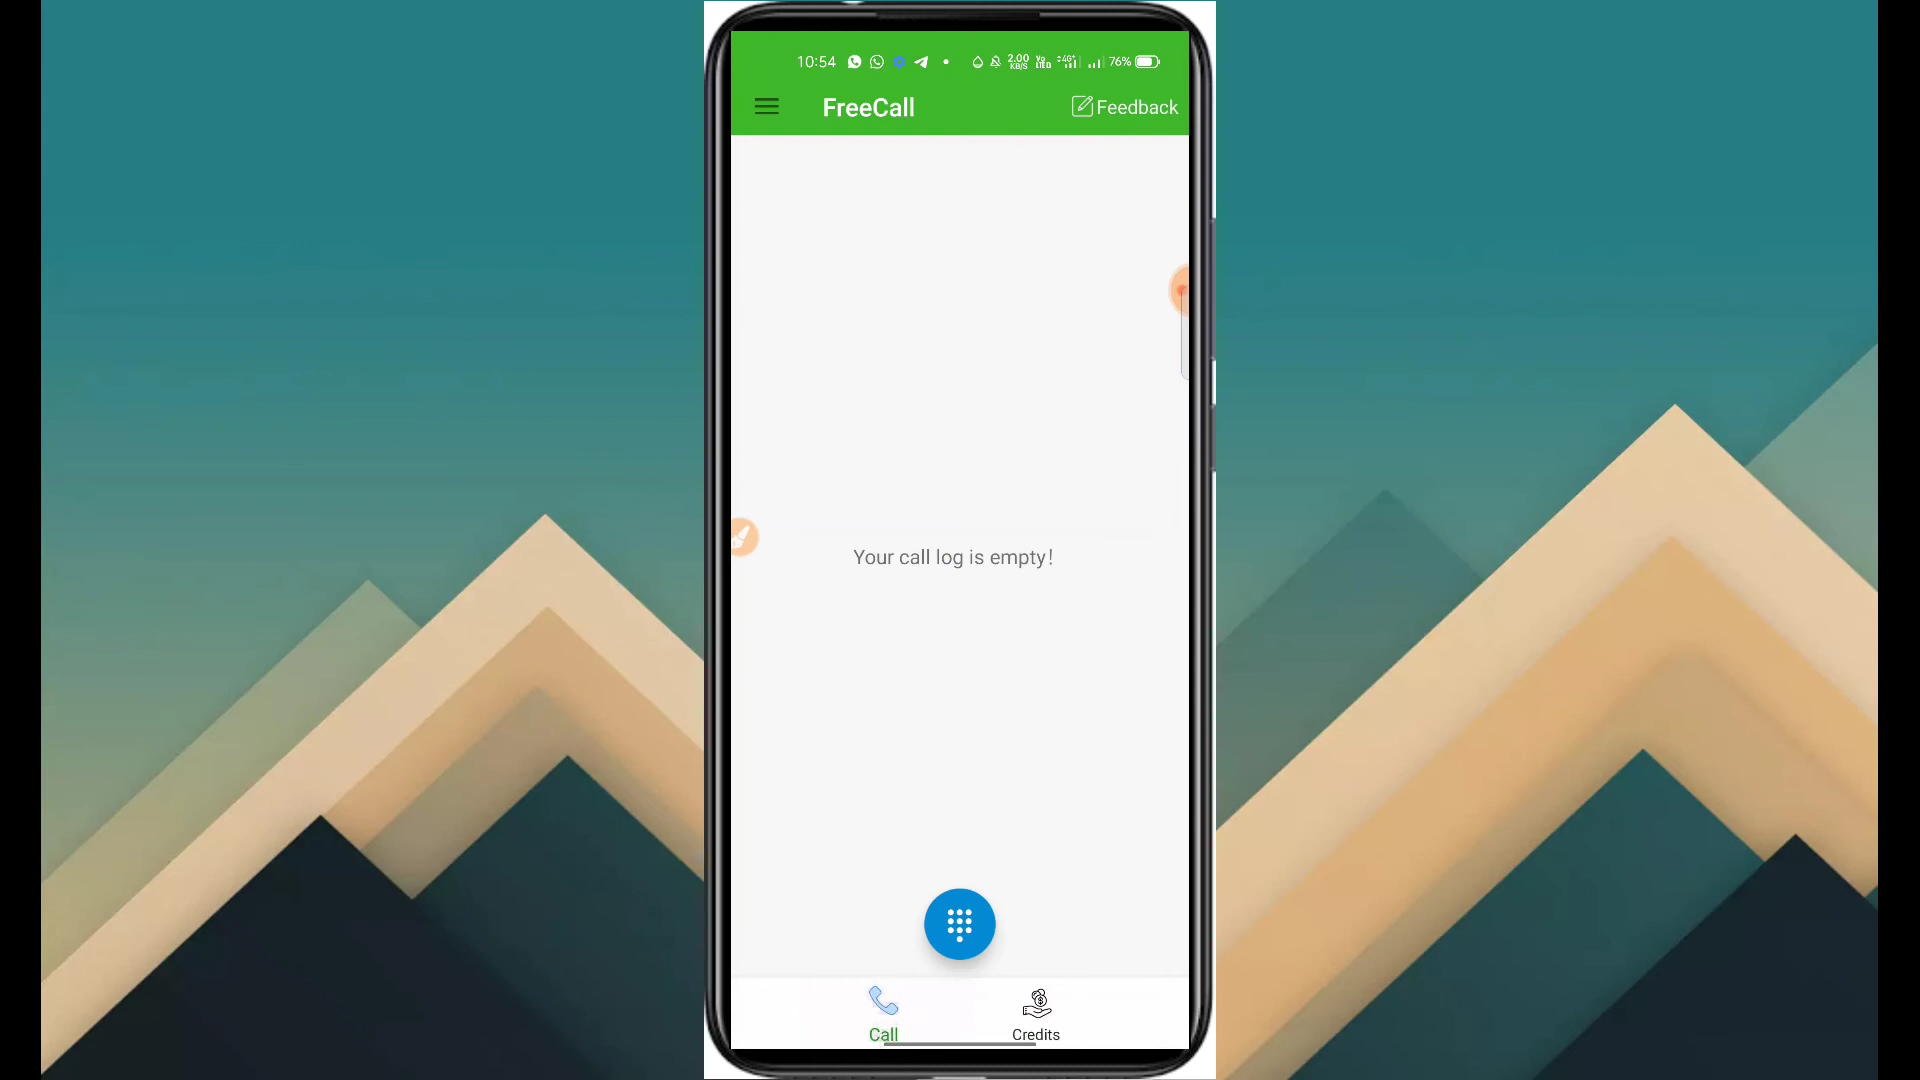 10:54 2.00 KB/S 76%
FreeCall Feedback
Your call log is empty!
Call Credits